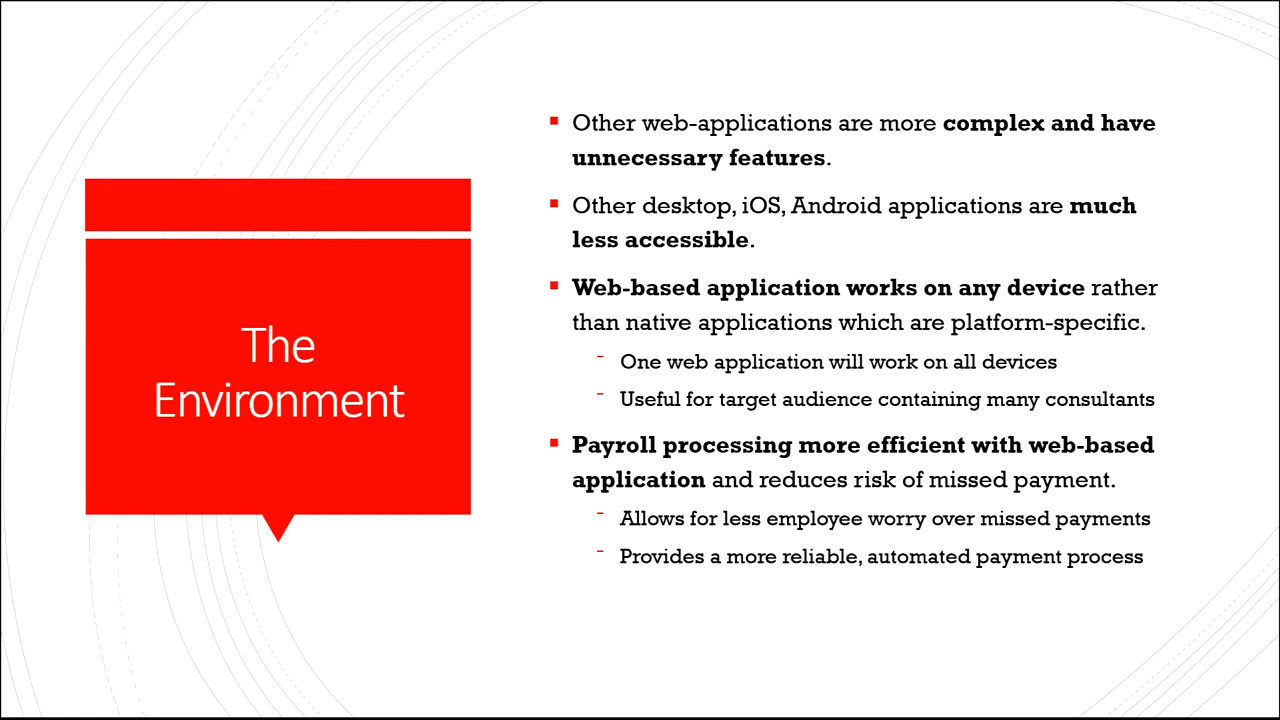 The
Environment
▪ Other web-applications are more complex and have
unnecessary features.
▪ Other desktop, iOS, Android applications are much
less accessible.
▪ Web-based application works on any device rather
than native applications which are platform-specific.
- One web application will work on all devices
- Useful for target audience containing many consultants
▪ Payroll processing more efficient with web-based
application and reduces risk of missed payment.
- Allows for less employee worry over missed payments
- Provides a more reliable, automated payment process